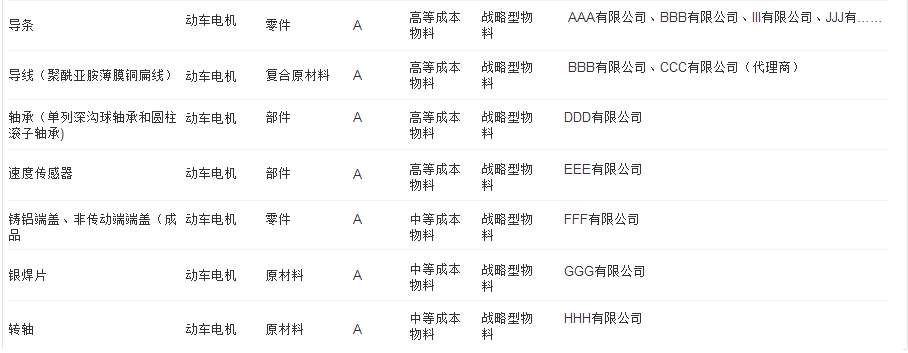 导条 动车电机 零件 A 高等成本物料 战略型物料 AAA有限公司、BBB有限公司、III有限公司、JJJ有……
导线（聚酰亚胺薄膜铜扁线） 动车电机 复合原材料 A 高等成本物料 战略型物料 BBB有限公司、CCC有限公司（代理商）
轴承（单列深沟球轴承和圆柱滚子轴承) 动车电机 部件 A 高等成本物料 战略型物料 DDD有限公司
速度传感器 动车电机 部件 A 高等成本物料 战略型物料 EEE有限公司
铸铝端盖、非传动端端盖（成品 动车电机 零件 A 中等成本物料 战略型物料 FFF有限公司
银焊片 动车电机 原材料 A 中等成本物料 战略型物料 GGG有限公司
转轴 动车电机 原材料 A 中等成本物料 战略型物料 HHH有限公司